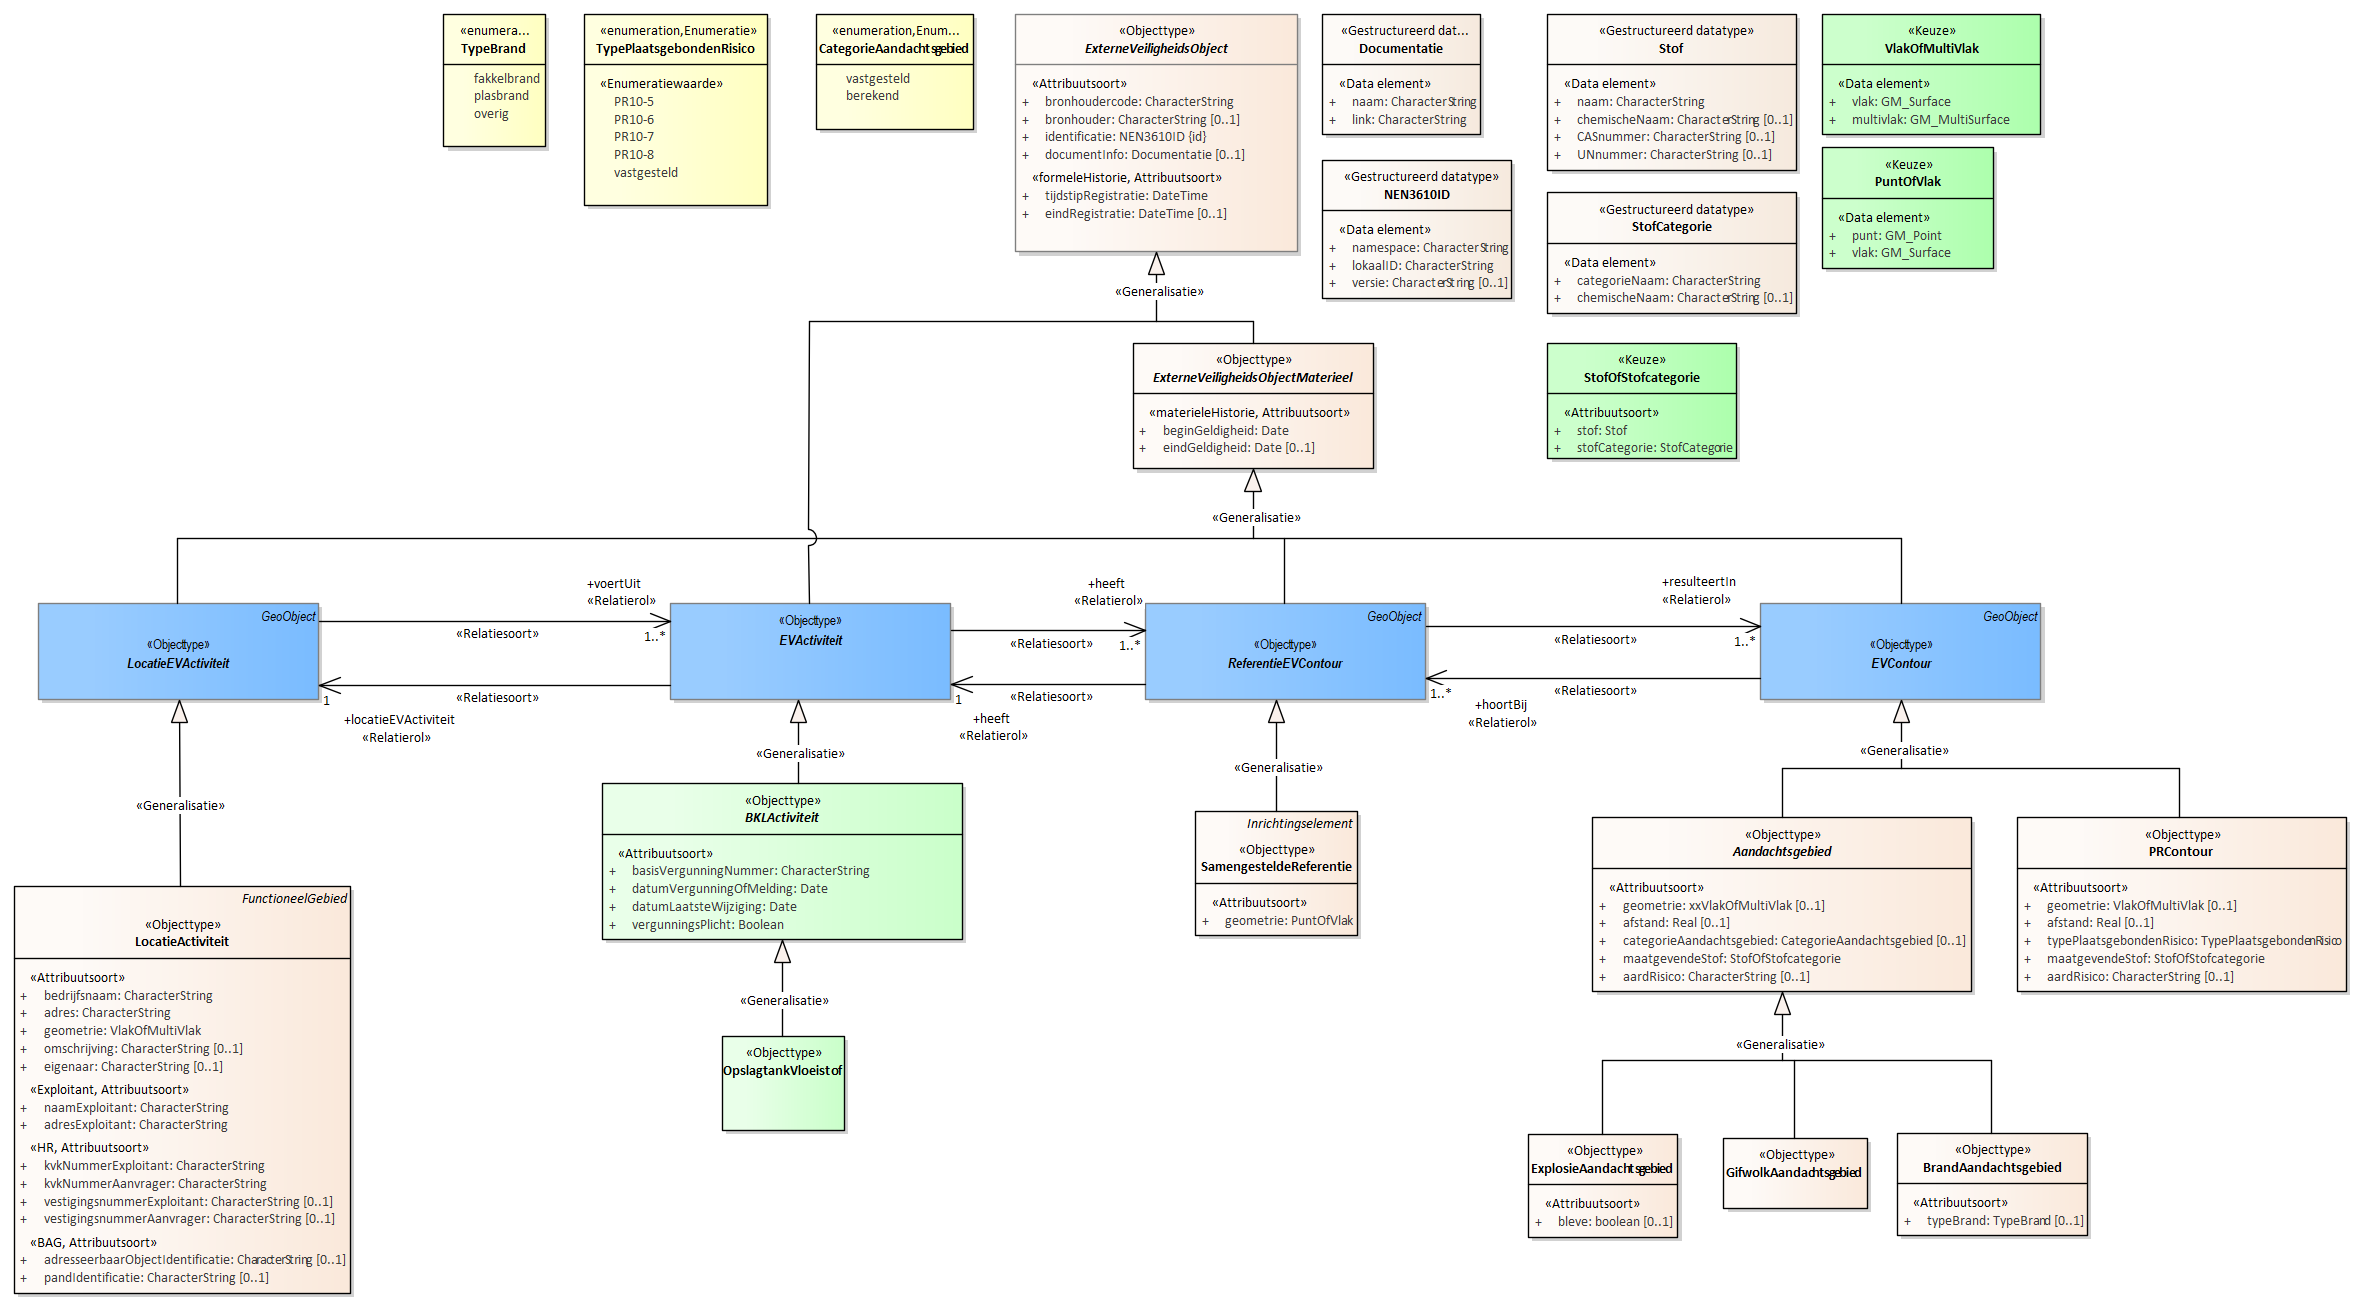 «enumera...
TypeBrand
fakkelbrand
plasbrand
overig
«enumeration,Enumeratie»
TypePlaatsgebondenRisico
«Enumeratiewaarde»
PR10-5
PR10-6
PR10-7
PR10-8
vastgesteld
«enumeration,Enum...
CategorieAandachtsgebied
vastgesteld
berekend
«Objecttype»
ExterneVeiligheidsObject
«Attribuutsoort»
+ bronhoudercode: CharacterString
+ bronhouder: CharacterString [0..1]
+ identificatie: NEN3610ID {id}
+ documentInfo: Documentatie [0..1]
«formeleHistorie, Attribuutsoort»
+ tijdstipRegistratie: DateTime
+ eindRegistratie: DateTime [0..1]
«Gestructureerd dat...
Documentatie
«Data element»
+ naam: CharacterString
+ link: CharacterString
«Gestructureerd datatype»
NEN3610ID
«Data element»
+ namespace: CharacterString
+ lokaalID: CharacterString
+ versie: CharacterString [0..1]
«Gestructureerd datatype»
Stof
«Data element»
+ naam: CharacterString
+ chemischeNaam: CharacterString [0..1]
+ CASnummer: CharacterString [0..1]
+ UNnummer: CharacterString [0..1]
«Gestructureerd datatype»
StofCategorie
«Data element»
+ categorieNaam: CharacterString
+ chemischeNaam: CharacterString [0..1]
«Keuze»
VlakOfMultiVlak
«Data element»
+ vlak: GM_Surface
+ multivlak: GM_MultiSurface
«Keuze»
PuntOfVlak
«Data element»
+ punt: GM_Point
+ vlak: GM_Surface
«Keuze»
StofOfStofcategorie
«Attribuutsoort»
+ stof: Stof
+ stofCategorie: StofCategorie
«Generalisatie»
«Objecttype»
ExterneVeiligheidsObjectMaterieel
«materieleHistorie, Attribuutsoort»
+ beginGeldigheid: Date
+ eindGeldigheid: Date [0..1]
«Generalisatie»
GeoObject
«Objecttype»
LocatieEVActiviteit
+voertUit
«Relatierol»
«Relatiesoort»
1..*
«Relatiesoort»
1
+locatieEVActiviteit
«Relatierol»
«Objecttype»
EVActiviteit
+heeft
«Relatierol»
«Relatiesoort»
1..*
«Relatiesoort»
1
+heeft
«Relatierol»
GeoObject
«Objecttype»
ReferentieEVContour
+resulteertIn
«Relatierol»
«Relatiesoort»
1..*
«Relatiesoort»
1..*
+hoortBij
«Relatierol»
GeoObject
«Objecttype»
EVContour
«Generalisatie»
«Generalisatie»
«Generalisatie»
«Generalisatie»
FunctioneelGebied
«Objecttype»
LocatieActiviteit
«Attribuutsoort»
+ bedrijfsnaam: CharacterString
+ adres: CharacterString
+ geometrie: VlakOfMultiVlak
+ omschrijving: CharacterString [0..1]
+ eigenaar: CharacterString [0..1]
«Exploitant, Attribuutsoort»
+ naamExploitant: CharacterString
+ adresExploitant: CharacterString
«HR, Attribuutsoort»
+ kvkNummerExploitant: CharacterString
+ kvkNummerAanvrager: CharacterString
+ vestigingsnummerExploitant: CharacterString [0..1]
+ vestigingsnummerAanvrager: CharacterString [0..1]
«BAG, Attribuutsoort»
+ adresseerbaarObjectIdentificatie: CharacterString [0..1]
+ pandIdentificatie: CharacterString [0..1]
«Objecttype»
BKLActiviteit
«Attribuutsoort»
+ basisVergunningNummer: CharacterString
+ datumVergunningOfMelding: Date
+ datumLaatsteWijziging: Date
+ vergunningsPlicht: Boolean
«Generalisatie»
«Objecttype»
OpslagtankVloeistof
Inrichtingselement
«Objecttype»
SamengesteldeReferentie
«Attribuutsoort»
+ geometrie: PuntOfVlak
«Objecttype»
Aandachtsgebied
«Attribuutsoort»
+ geometrie: xxVlakOfMultiVlak [0..1]
+ afstand: Real [0..1]
+ categorieAandachtsgebied: CategorieAandachtsgebied [0..1]
+ maatgevendeStof: StofOfStofcategorie
+ aardRisico: CharacterString [0..1]
«Objecttype»
PRContour
«Attribuutsoort»
+ geometrie: VlakOfMultiVlak [0..1]
+ afstand: Real [0..1]
+ typePlaatsgebondenRisico: TypePlaatsgebondenRisico
+ maatgevendeStof: StofOfStofcategorie
+ aardRisico: CharacterString [0..1]
«Generalisatie»
«Objecttype»
ExplosieAandachtsgebied
«Attribuutsoort»
+ bleve: boolean [0..1]
«Objecttype»
GifwolkAandachtsgebied
«Objecttype»
BrandAandachtsgebied
«Attribuutsoort»
+ typeBrand: TypeBrand [0..1]